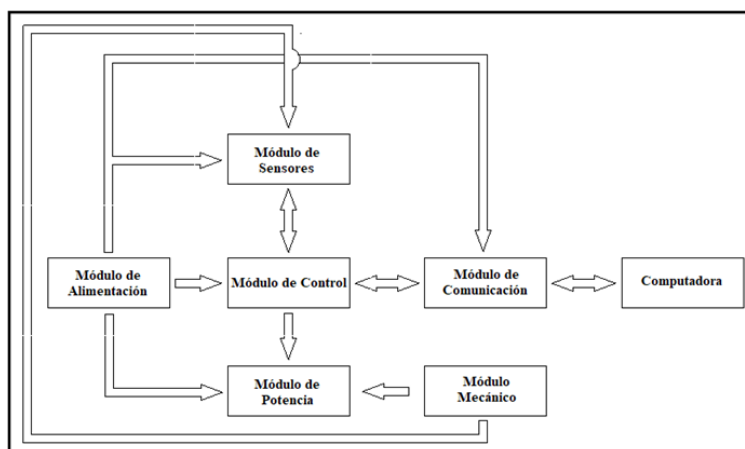 Módulo de
Sensores
Módulo de
Alimentación
Módulo de Control
Módulo de
Comunicación
Computadora
Módulo de
Potencia
Módulo
Mecánico